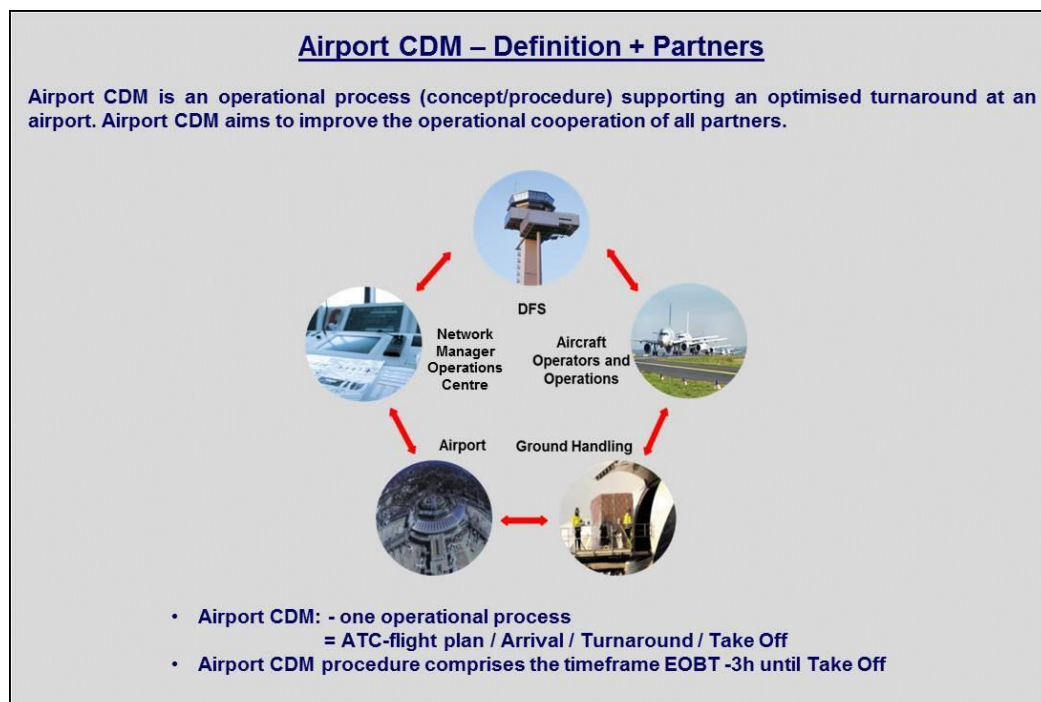 Airport CDM – Definition + Partners
Airport CDM is an operational process (concept/procedure) supporting an optimised turnaround at an
airport. Airport CDM aims to improve the operational cooperation of all partners.
DFS
Network
Manager
Operations
Centre
Aircraft
Operators and
Operations
Airport
Ground Handling
• Airport CDM: - one operational process
= ATC-flight plan / Arrival / Turnaround / Take Off
• Airport CDM procedure comprises the timeframe EOBT -3h until Take Off